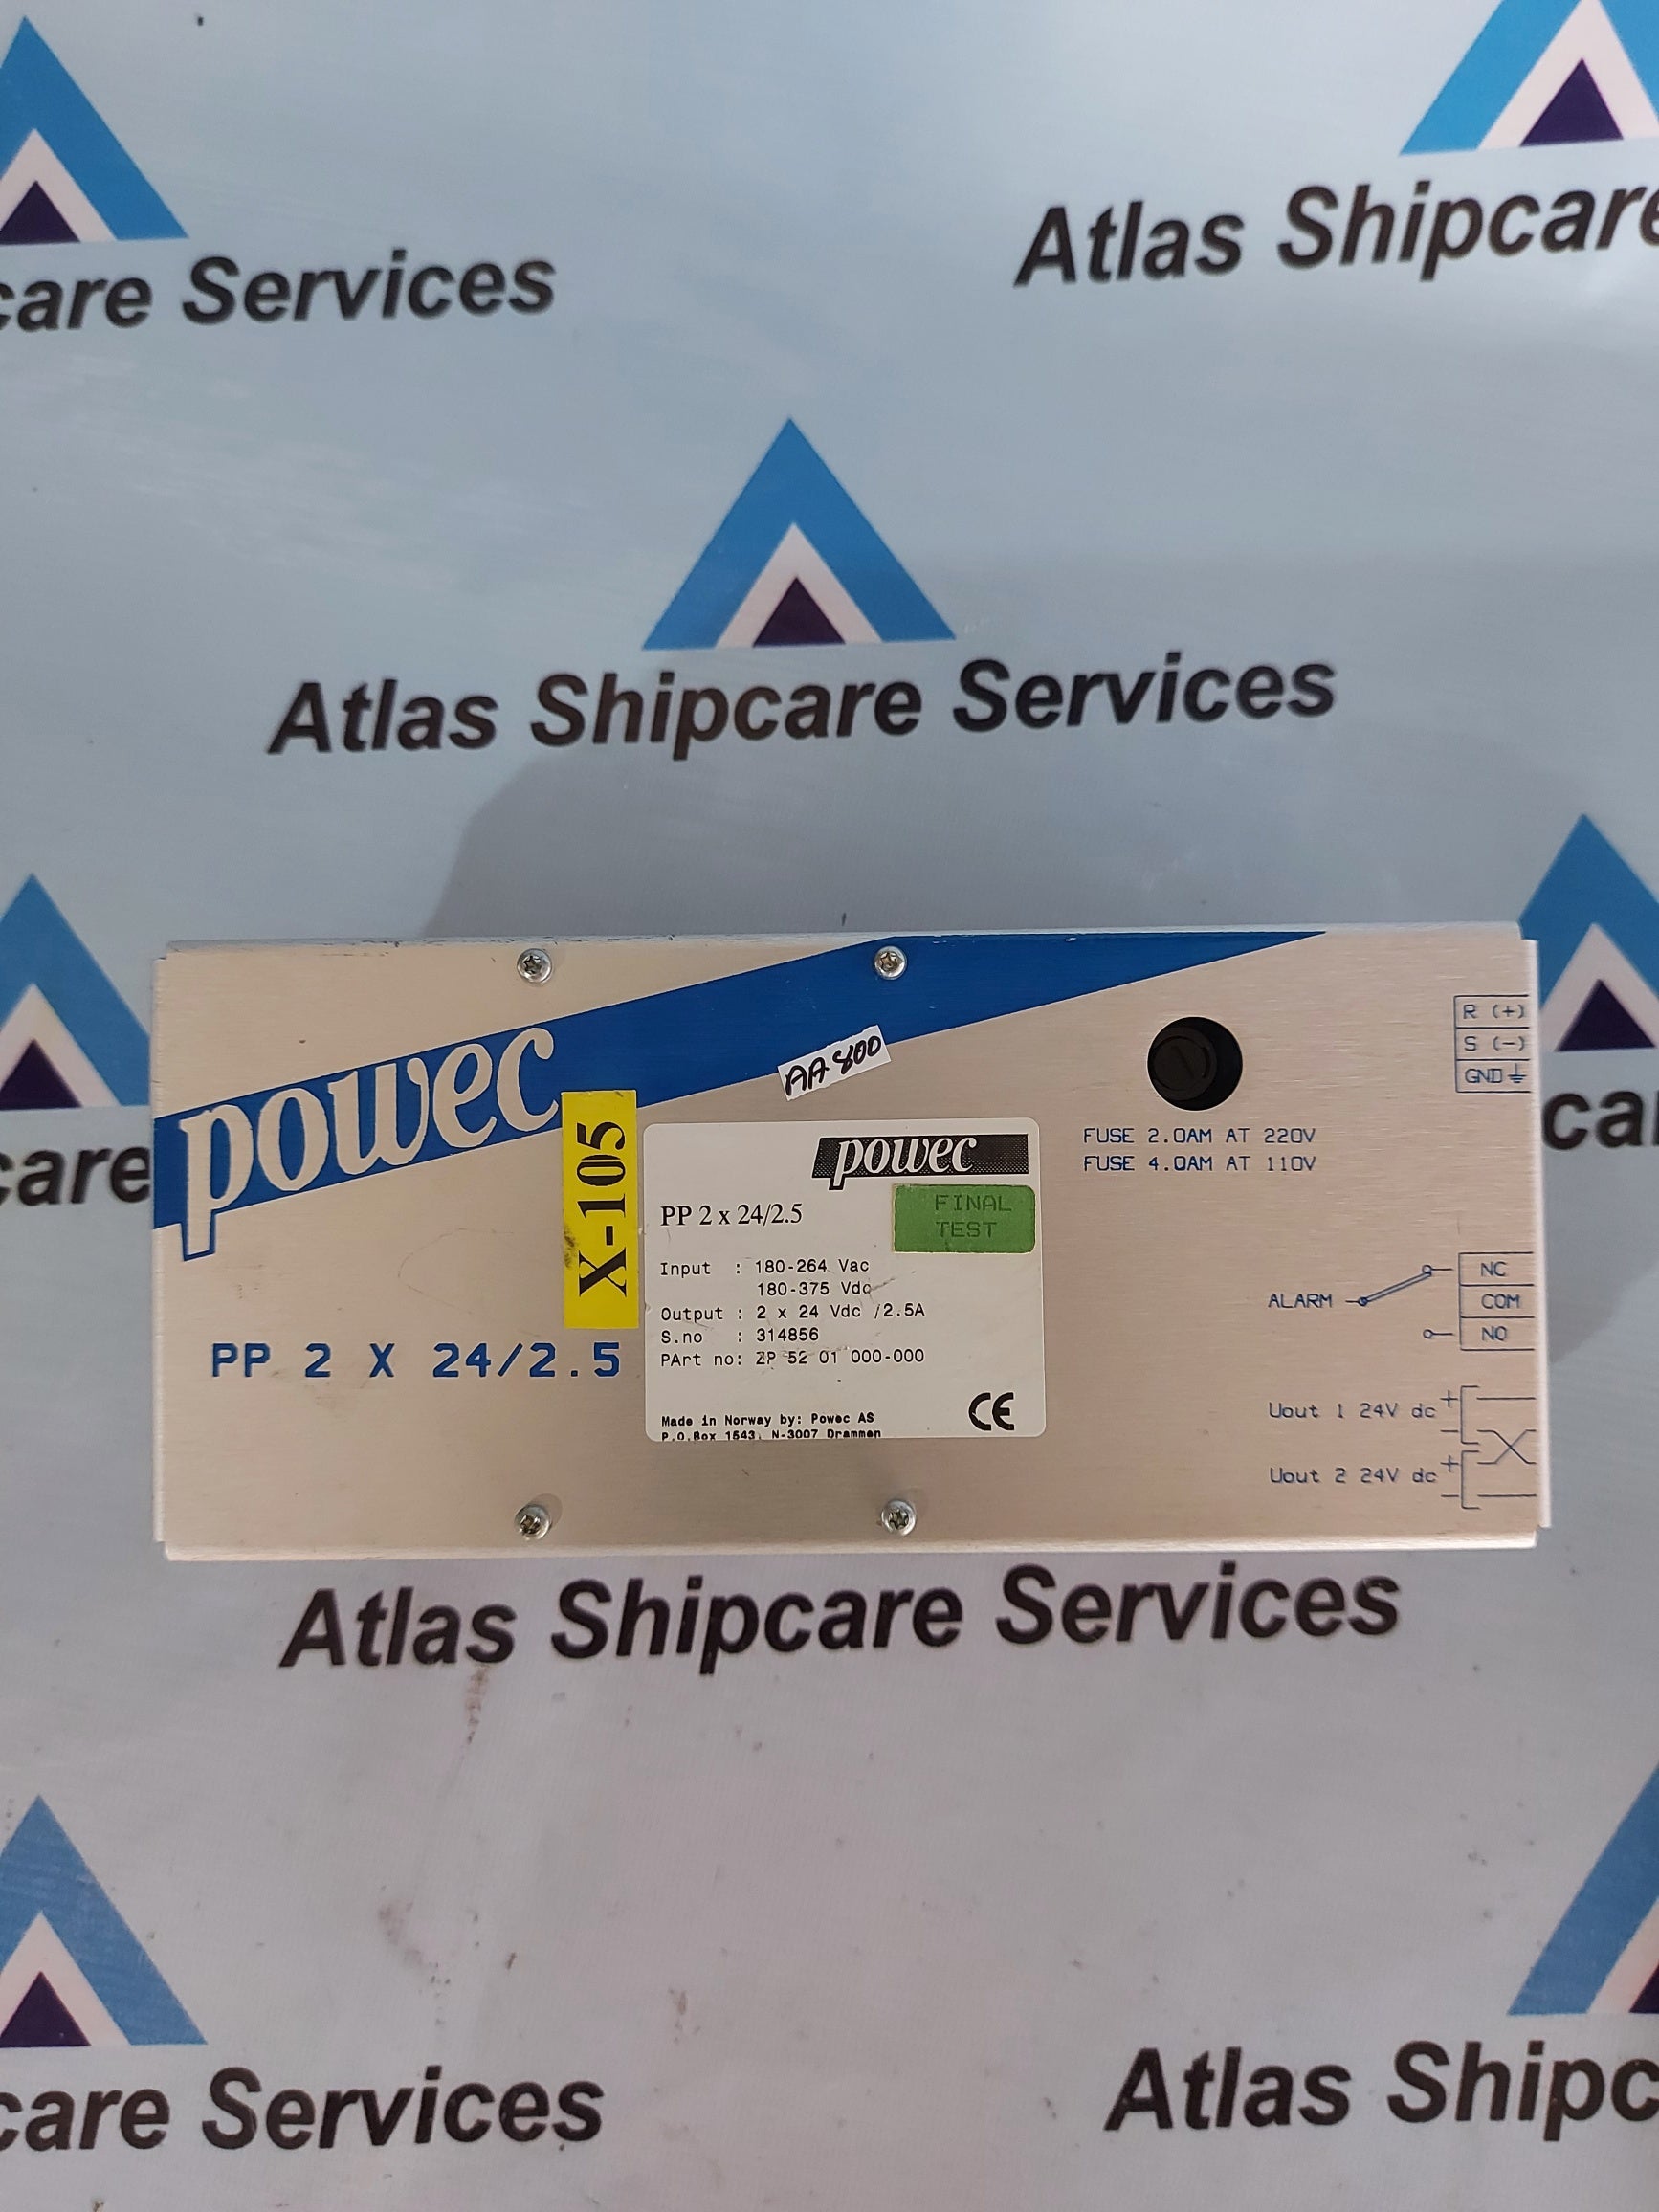 care Services
Atlas Shipcare
Atlas Shipcare Services
care
car
powec
AA 800
X-105
PP 2 X 24/2.5
powec
FINAL
TEST
PP 2 x 24/2.5
Input : 180-264 Vac
180-375 Vdc
Output : 2 x 24 Vdc /2.5A
S.no : 314856
PArt no: ZP 52 01 000-000
Made in Norway by: Powec AS
P.O.Box 1543, N-3007 Drammen
CE
FUSE 2.0AM AT 220V
FUSE 4.0AM AT 110V
R (+)
S (-)
GND
ALARM
NC
COM
NO
Uout 1 24V dc + -
Uout 2 24V dc + -
Atlas Shipcare Services
care Services
Atlas Shipc